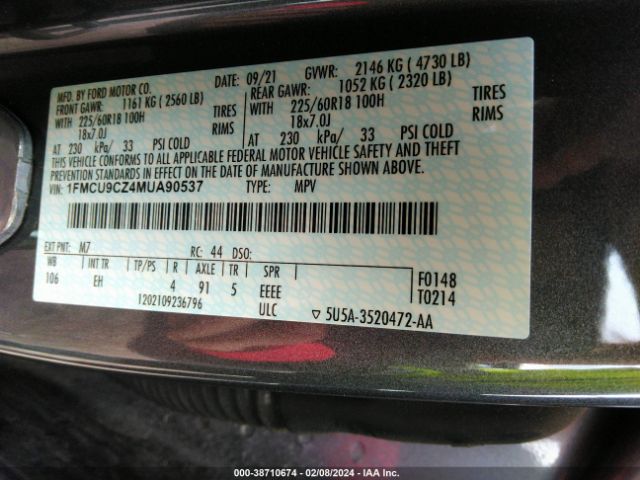 MFD. BY FORD MOTOR CO. DATE: 09/21 GVWR: 2146 KG ( 4730 LB)
FRONT GAWR: 1161 KG ( 2560 LB) REAR GAWR: 1052 KG ( 2320 LB)
WITH 225/60R18 100H TIRES WITH 225/60R18 100H TIRES
18x7.0J RIMS 18x7.0J RIMS
AT 230 kPa/ 33 PSI COLD AT 230 kPa/ 33 PSI COLD
THIS VEHICLE CONFORMS TO ALL APPLICABLE FEDERAL MOTOR VEHICLE SAFETY AND THEFT
PREVENTION STANDARDS IN EFFECT ON THE DATE OF MANUFACTURE SHOWN ABOVE.
VIN: 1FMCU9CZ4MUA90537 TYPE: MPV
EXT PNT: M7 RC: 44 DSO:
WB INT TR TP/PS R AXLE TR SPR F0148
106 EH 4 91 5 EEEE T0214
1202109236796 ULC ▽ 5U5A-3520472-AA
000-38710674 - 02/08/2024 - IAA Inc.